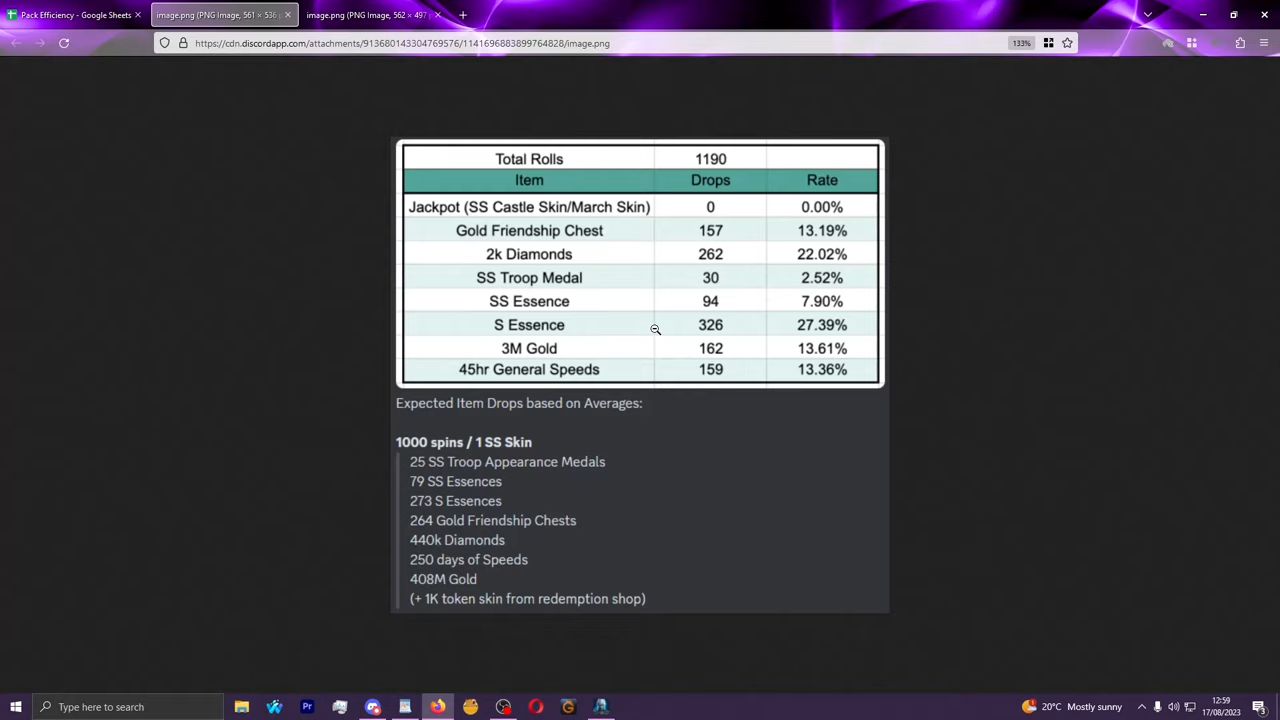 Pack Efficiency - Google Sheets
image.png (PNG Image, 561 × 536
image.png (PNG Image, 562 × 497
https://cdn.discordapp.com/attachments/913680143304769576/1141696883899764828/image.png
133%
Total Rolls 1190
Item Drops Rate
Jackpot (SS Castle Skin/March Skin) 0 0.00%
Gold Friendship Chest 157 13.19%
2k Diamonds 262 22.02%
SS Troop Medal 30 2.52%
SS Essence 94 7.90%
S Essence 326 27.39%
3M Gold 162 13.61%
45hr General Speeds 159 13.36%
Expected Item Drops based on Averages:
1000 spins / 1 SS Skin
25 SS Troop Appearance Medals
79 SS Essences
273 S Essences
264 Gold Friendship Chests
440k Diamonds
250 days of Speeds
408M Gold
(+ 1K token skin from redemption shop)
Type here to search
Pr
20°C Mostly sunny
12:59
17/08/2023